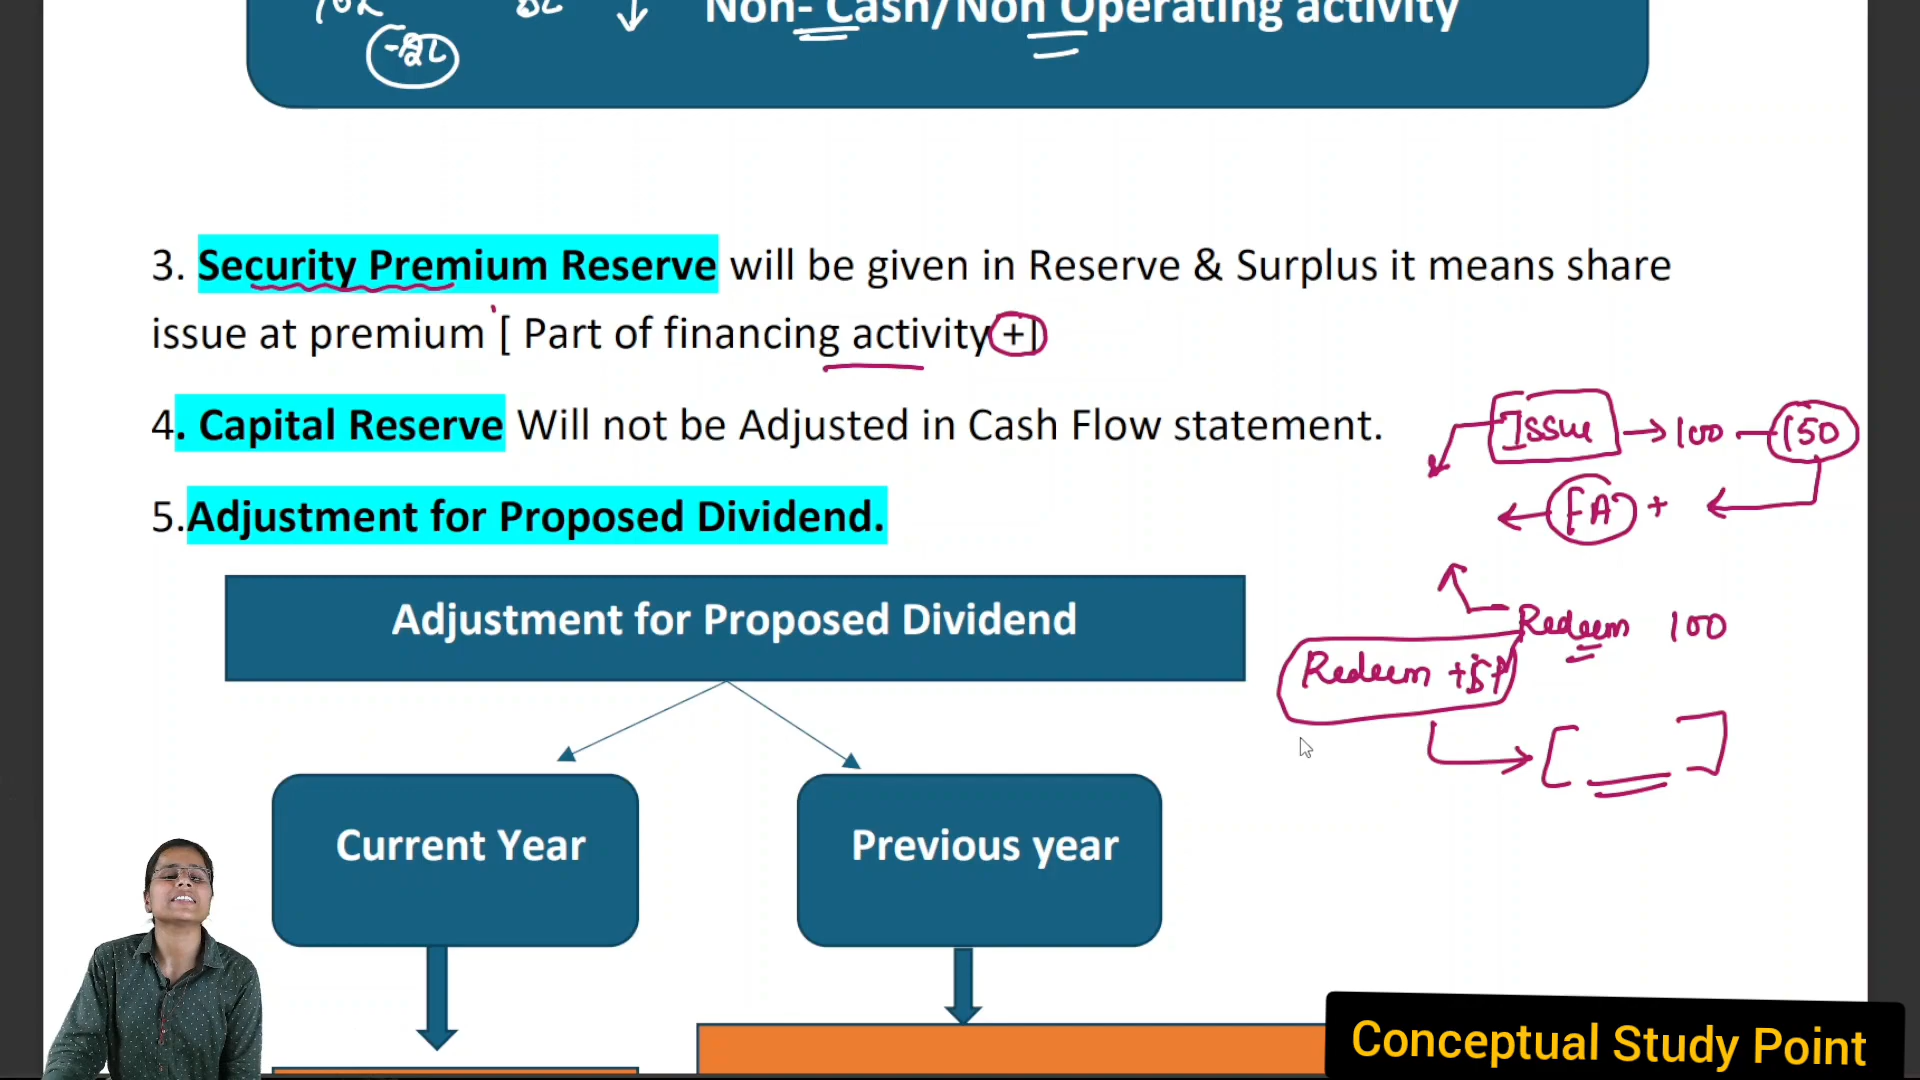 Non- Cash/Non Operating activity
3. Security Premium Reserve will be given in Reserve & Surplus it means share
issue at premium [ Part of financing activity +]
4. Capital Reserve Will not be Adjusted in Cash Flow statement.
Issue → 100 — 150
FA +
5.Adjustment for Proposed Dividend.
Adjustment for Proposed Dividend
Redeem 100
Redeem +
Current Year
Previous year
Conceptual Study Point